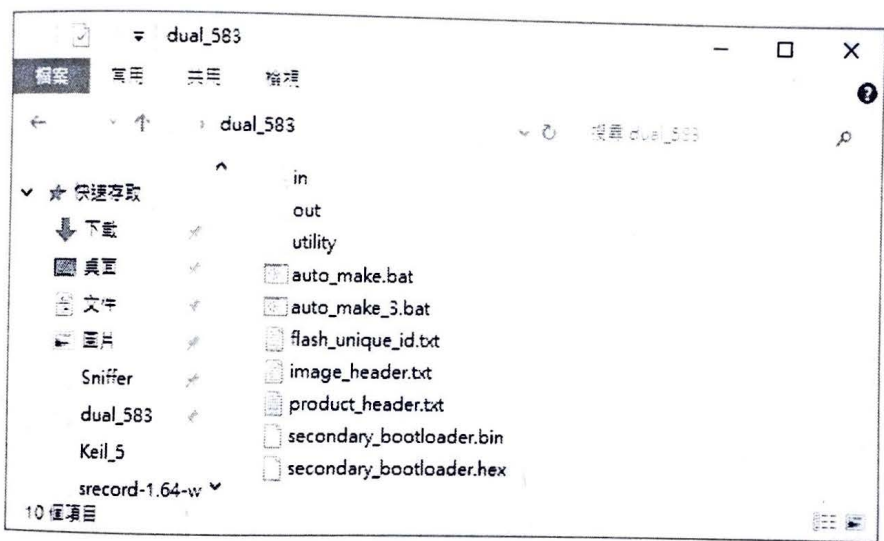 dual_583
檔案 常用 共用 檢視
dual_583
搜尋 dual_583
快速存取
下載
桌面
文件
圖片
Sniffer
dual_583
Keil_5
srecord-1.64-w
in
out
utility
auto_make.bat
auto_make_3.bat
flash_unique_id.txt
image_header.txt
product_header.txt
secondary_bootloader.bin
secondary_bootloader.hex
10 個項目